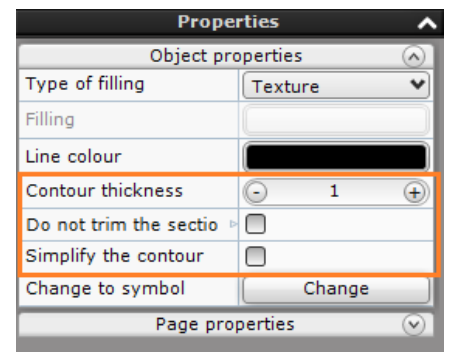 Properties
Object properties
Type of filling Texture
Filling
Line colour
Contour thickness 1
Do not trim the sectio
Simplify the contour
Change to symbol Change
Page properties